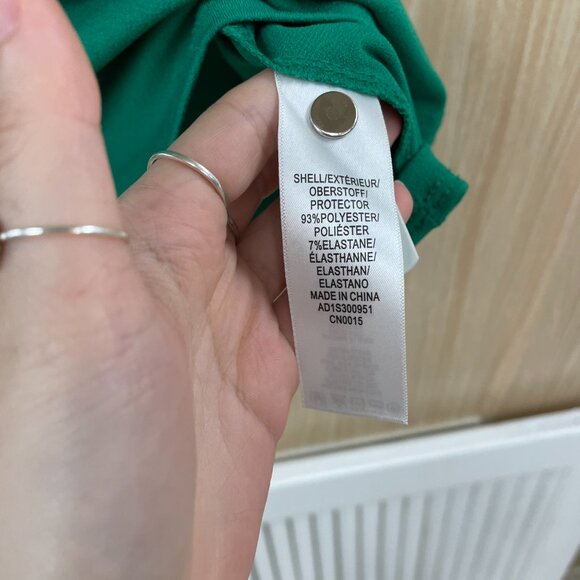 SHELL/EXTÉRIEUR/
OBERSTOFF/
PROTECTOR
93%POLYESTER/
POLIÉSTER
7%ELASTANE/
ÉLASTHANNE/
ELASTHAN/
ELASTANO
MADE IN CHINA
AD1S300951
CN0015